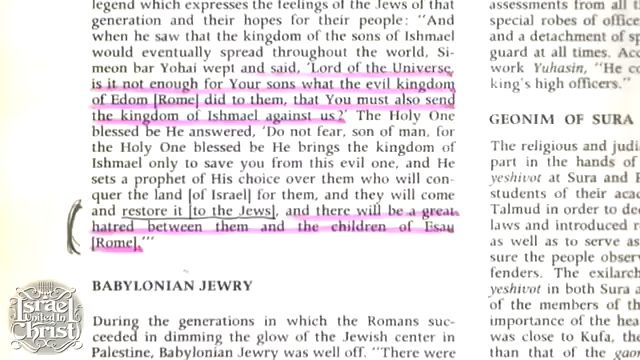 legend which expresses the feelings of the Jews of that
generation and their hopes for their people: "And
when he saw that the kingdom of the sons of Ishmael
would eventually spread throughout the world, Si-
meon bar Yohai wept and said, 'Lord of the Universe,
is it not enough for Your sons what the evil kingdom
of Edom [Rome] did to them, that You must also send
the kingdom of Ishmael against us?' The Holy One
blessed be He answered, 'Do not fear, son of man, for
the Holy One blessed be He brings the kingdom of
Ishmael only to save you from this evil one, and He
sets a prophet of His choice over them who will con-
quer the land [of Israel] for them, and they will come
and restore it [to the Jews], and there will be a great
hatred between them and the children of Esau
[Rome].'"
BABYLONIAN JEWRY
During the generations in which the Romans suc-
ceeded in dimming the glow of the Jewish center in
Palestine, Babylonian Jewry was well off. "There were
assessments from all
special robes of office
and a detachment of sp
guard at all times. Acc
work Yuhasin, "He co
king's high officers."
GEONIM OF SURA
The religious and judi
part in the hands of
yeshivot at Sura and
students of their aca
Talmud in order to de
laws and introduced r
as well as to serve as
sure the people obser
fenders. The exilarch
yeshivot in both Sura
of the members of th
importance of the hea
was close to Kufa, the
than that of the
Israel
United In
Christ